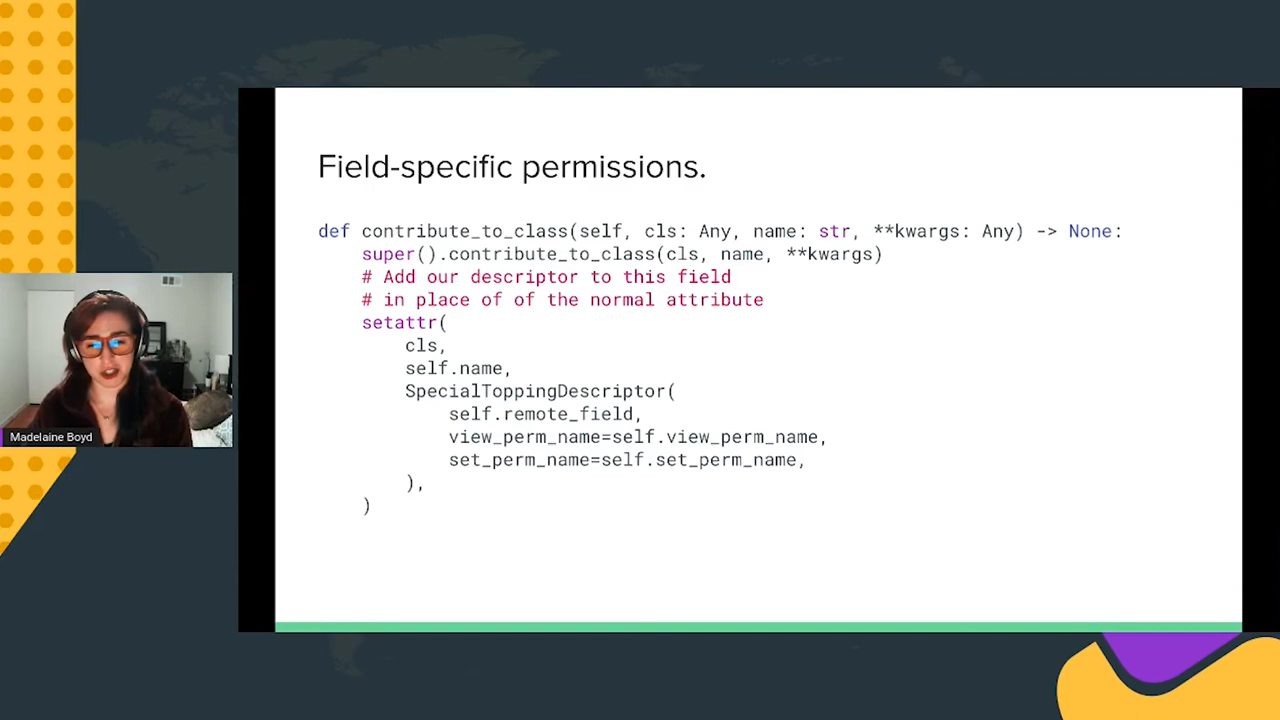 Field-specific permissions.
def contribute_to_class(self, cls: Any, name: str, **kwargs: Any) -> None:
super().contribute_to_class(cls, name, **kwargs)
# Add our descriptor to this field
# in place of of the normal attribute
setattr(
cls,
self.name,
SpecialToppingDescriptor(
self.remote_field,
view_perm_name=self.view_perm_name,
set_perm_name=self.set_perm_name,
),
)
Madelaine Boyd